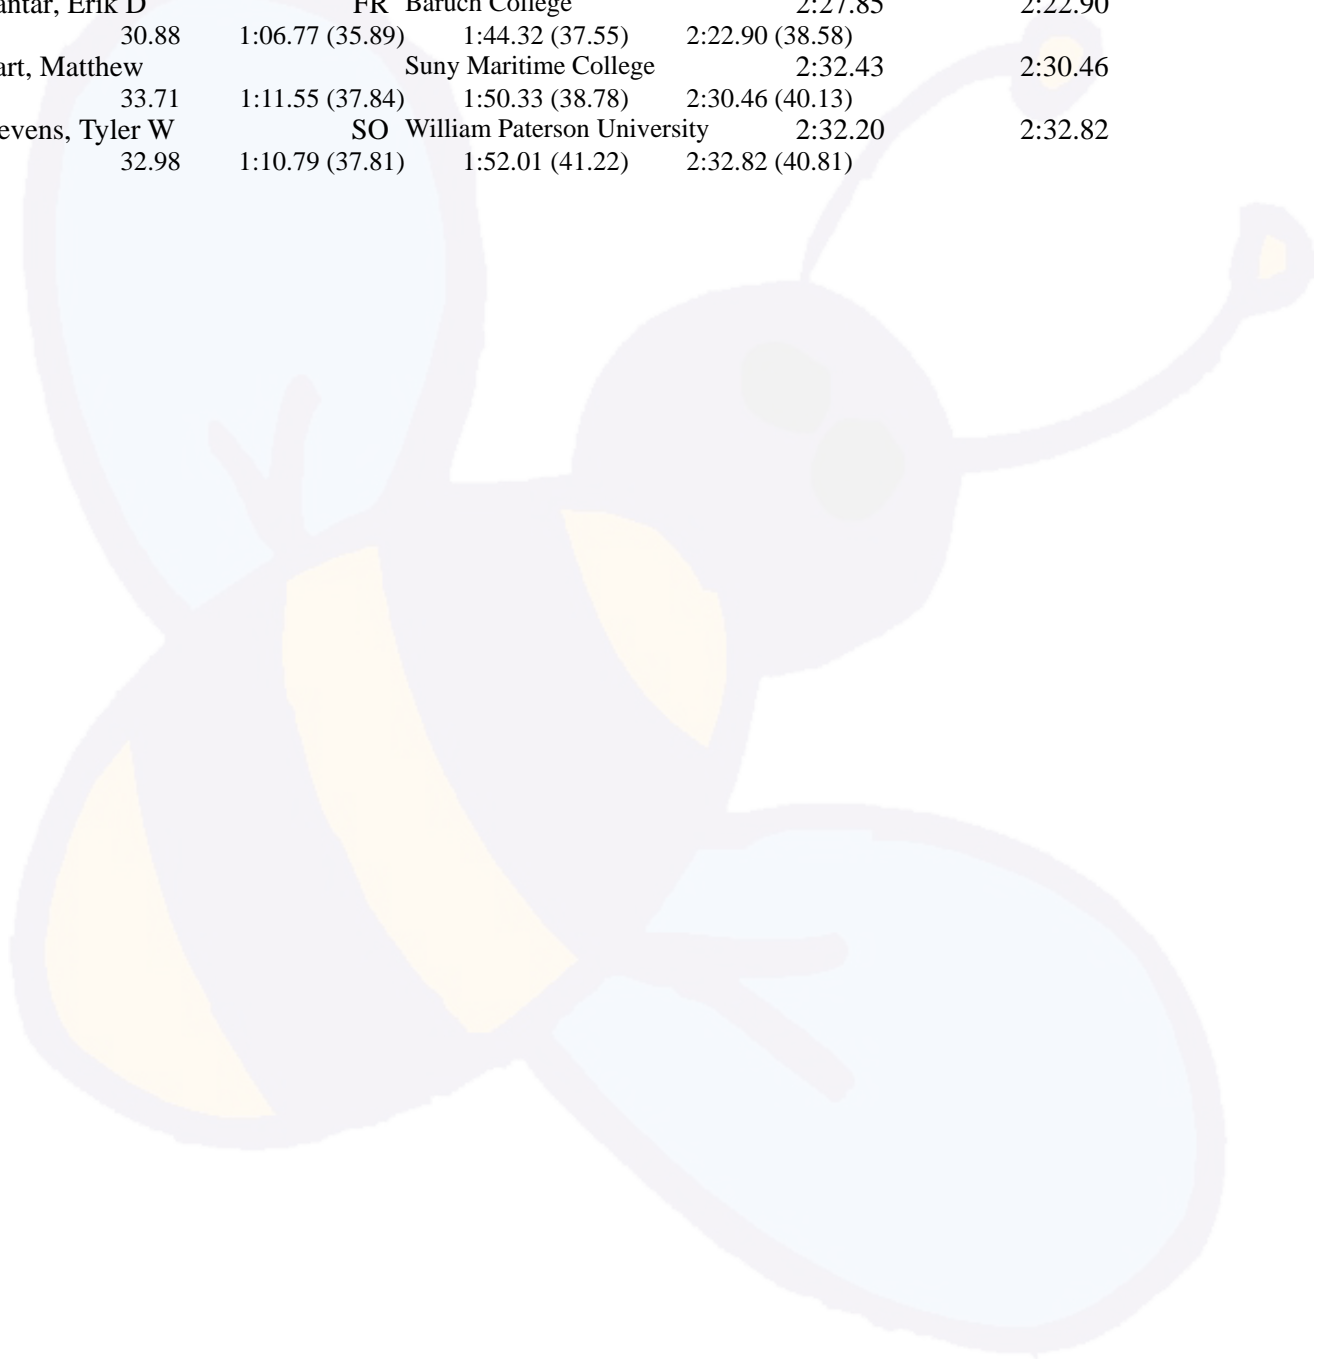 antar, Erik D FR Baruch College 2:27.85 2:22.90
30.88 1:06.77 (35.89) 1:44.32 (37.55) 2:22.90 (38.58)
art, Matthew Suny Maritime College 2:32.43 2:30.46
33.71 1:11.55 (37.84) 1:50.33 (38.78) 2:30.46 (40.13)
evens, Tyler W SO William Paterson University 2:32.20 2:32.82
32.98 1:10.79 (37.81) 1:52.01 (41.22) 2:32.82 (40.81)